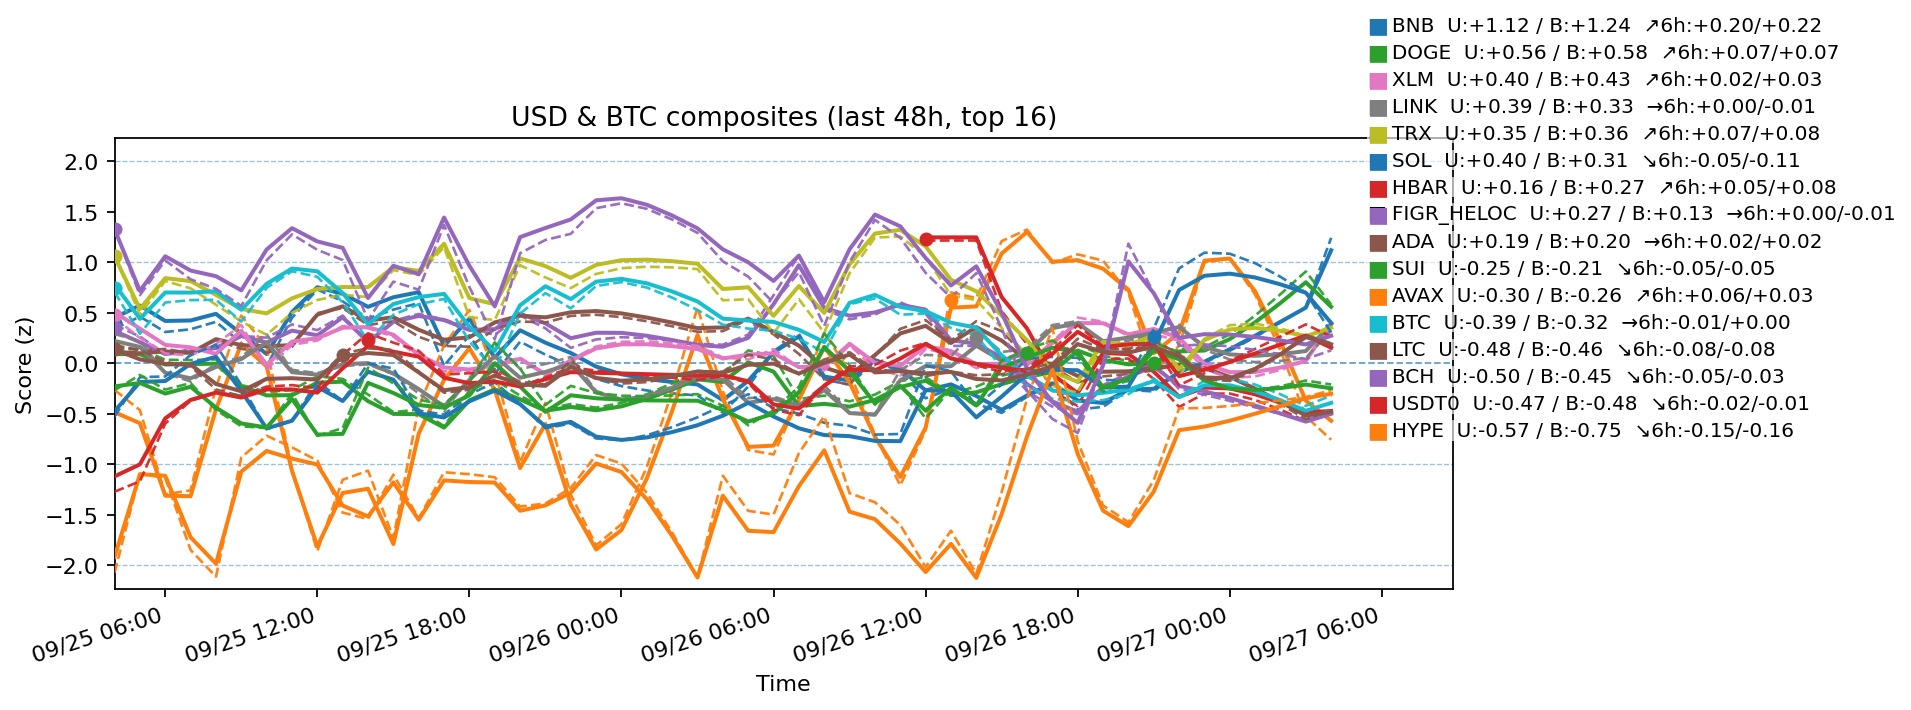 BNB U:+1.12 / B:+1.24 ↗6h:+0.20/+0.22
DOGE U:+0.56 / B:+0.58 ↗6h:+0.07/+0.07
XLM U:+0.40 / B:+0.43 ↗6h:+0.02/+0.03
LINK U:+0.39 / B:+0.33 →6h:+0.00/-0.01
TRX U:+0.35 / B:+0.36 ↗6h:+0.07/+0.08
SOL U:+0.40 / B:+0.31 ↘6h:-0.05/-0.11
HBAR U:+0.16 / B:+0.27 ↗6h:+0.05/+0.08
FIGR_HELOC U:+0.27 / B:+0.13 →6h:+0.00/-0.01
ADA U:+0.19 / B:+0.20 →6h:+0.02/+0.02
SUI U:-0.25 / B:-0.21 ↘6h:-0.05/-0.05
AVAX U:-0.30 / B:-0.26 ↗6h:+0.06/+0.03
BTC U:-0.39 / B:-0.32 →6h:-0.01/+0.00
LTC U:-0.48 / B:-0.46 ↘6h:-0.08/-0.08
BCH U:-0.50 / B:-0.45 ↘6h:-0.05/-0.03
USDT0 U:-0.47 / B:-0.48 ↘6h:-0.02/-0.01
HYPE U:-0.57 / B:-0.75 ↘6h:-0.15/-0.16
USD & BTC composites (last 48h, top 16)
Score (z)
2.0
1.5
1.0
0.5
0.0
−0.5
−1.0
−1.5
−2.0
09/25 06:00
09/25 12:00
09/25 18:00
09/26 00:00
09/26 06:00
09/26 12:00
09/26 18:00
09/27 00:00
09/27 06:00
Time